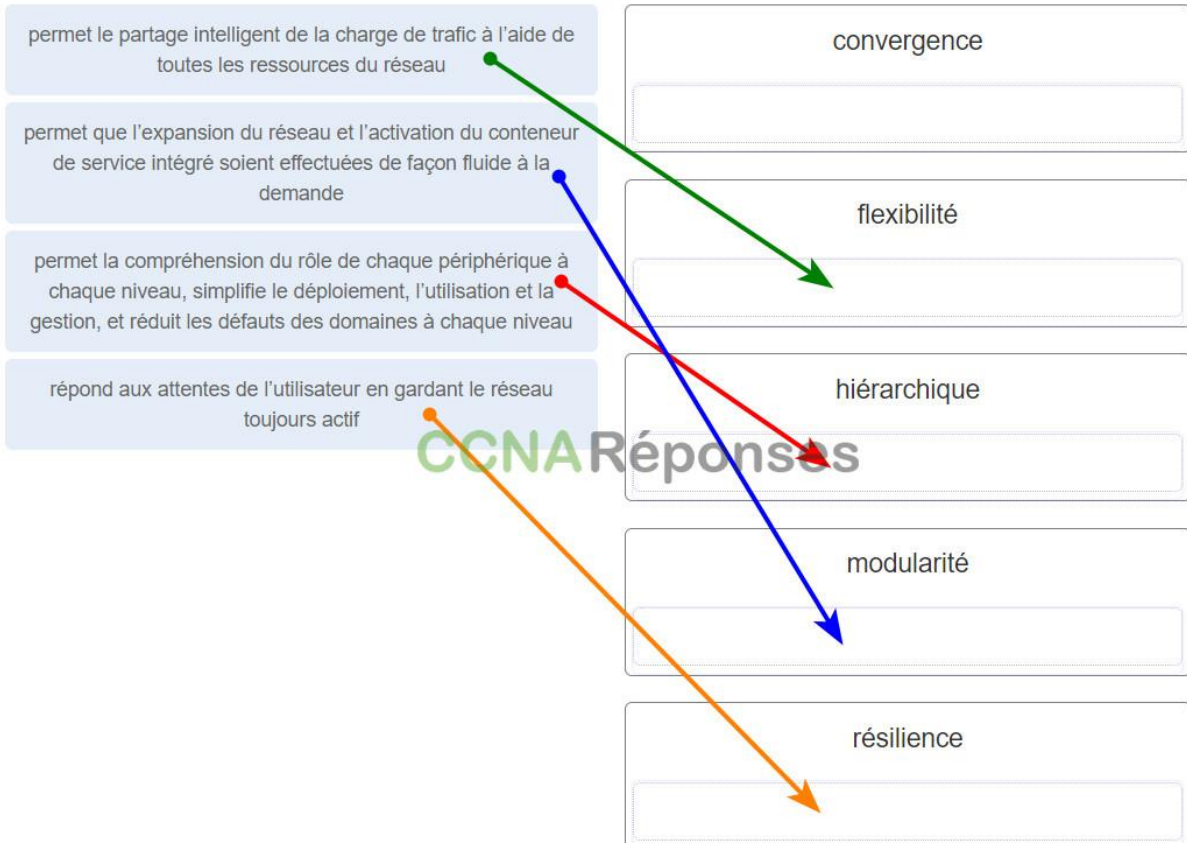 permet le partage intelligent de la charge de trafic à l’aide de
toutes les ressources du réseau
permet que l’expansion du réseau et l’activation du conteneur
de service intégré soient effectuées de façon fluide à la
demande
permet la compréhension du rôle de chaque périphérique à
chaque niveau, simplifie le déploiement, l’utilisation et la
gestion, et réduit les défauts des domaines à chaque niveau
répond aux attentes de l’utilisateur en gardant le réseau
toujours actif
convergence
flexibilité
hiérarchique
modularité
résilience
CCNARéponses